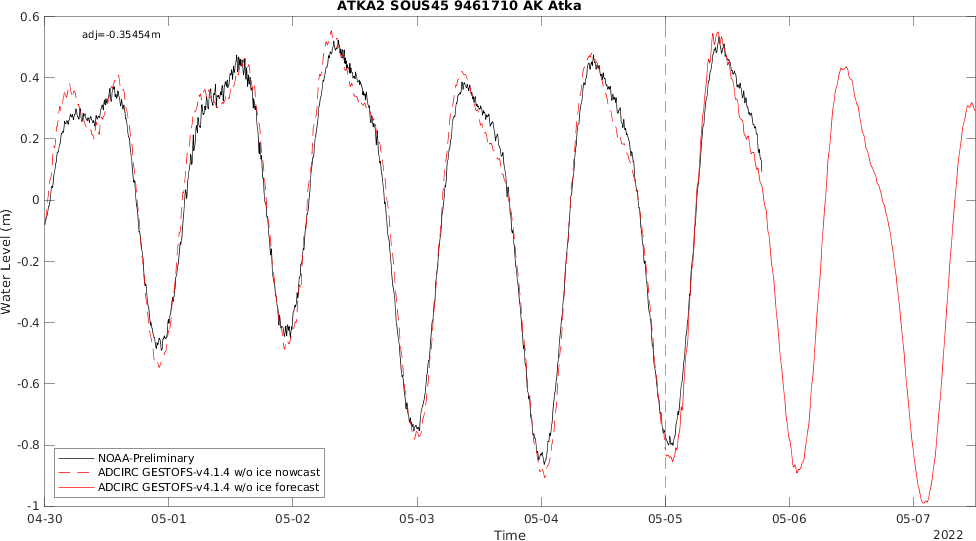 ATKA2 SOUS45 9461710 AK Atka
adj=-0.35454m
0.6
0.4
0.2
0
-0.2
-0.4
-0.6
-0.8
-1
Water Level (m)
NOAA-Preliminary
ADCIRC GESTOFS-v4.1.4 w/o ice nowcast
ADCIRC GESTOFS-v4.1.4 w/o ice forecast
04-30 05-01 05-02 05-03 05-04 05-05 05-06 05-07
Time
2022